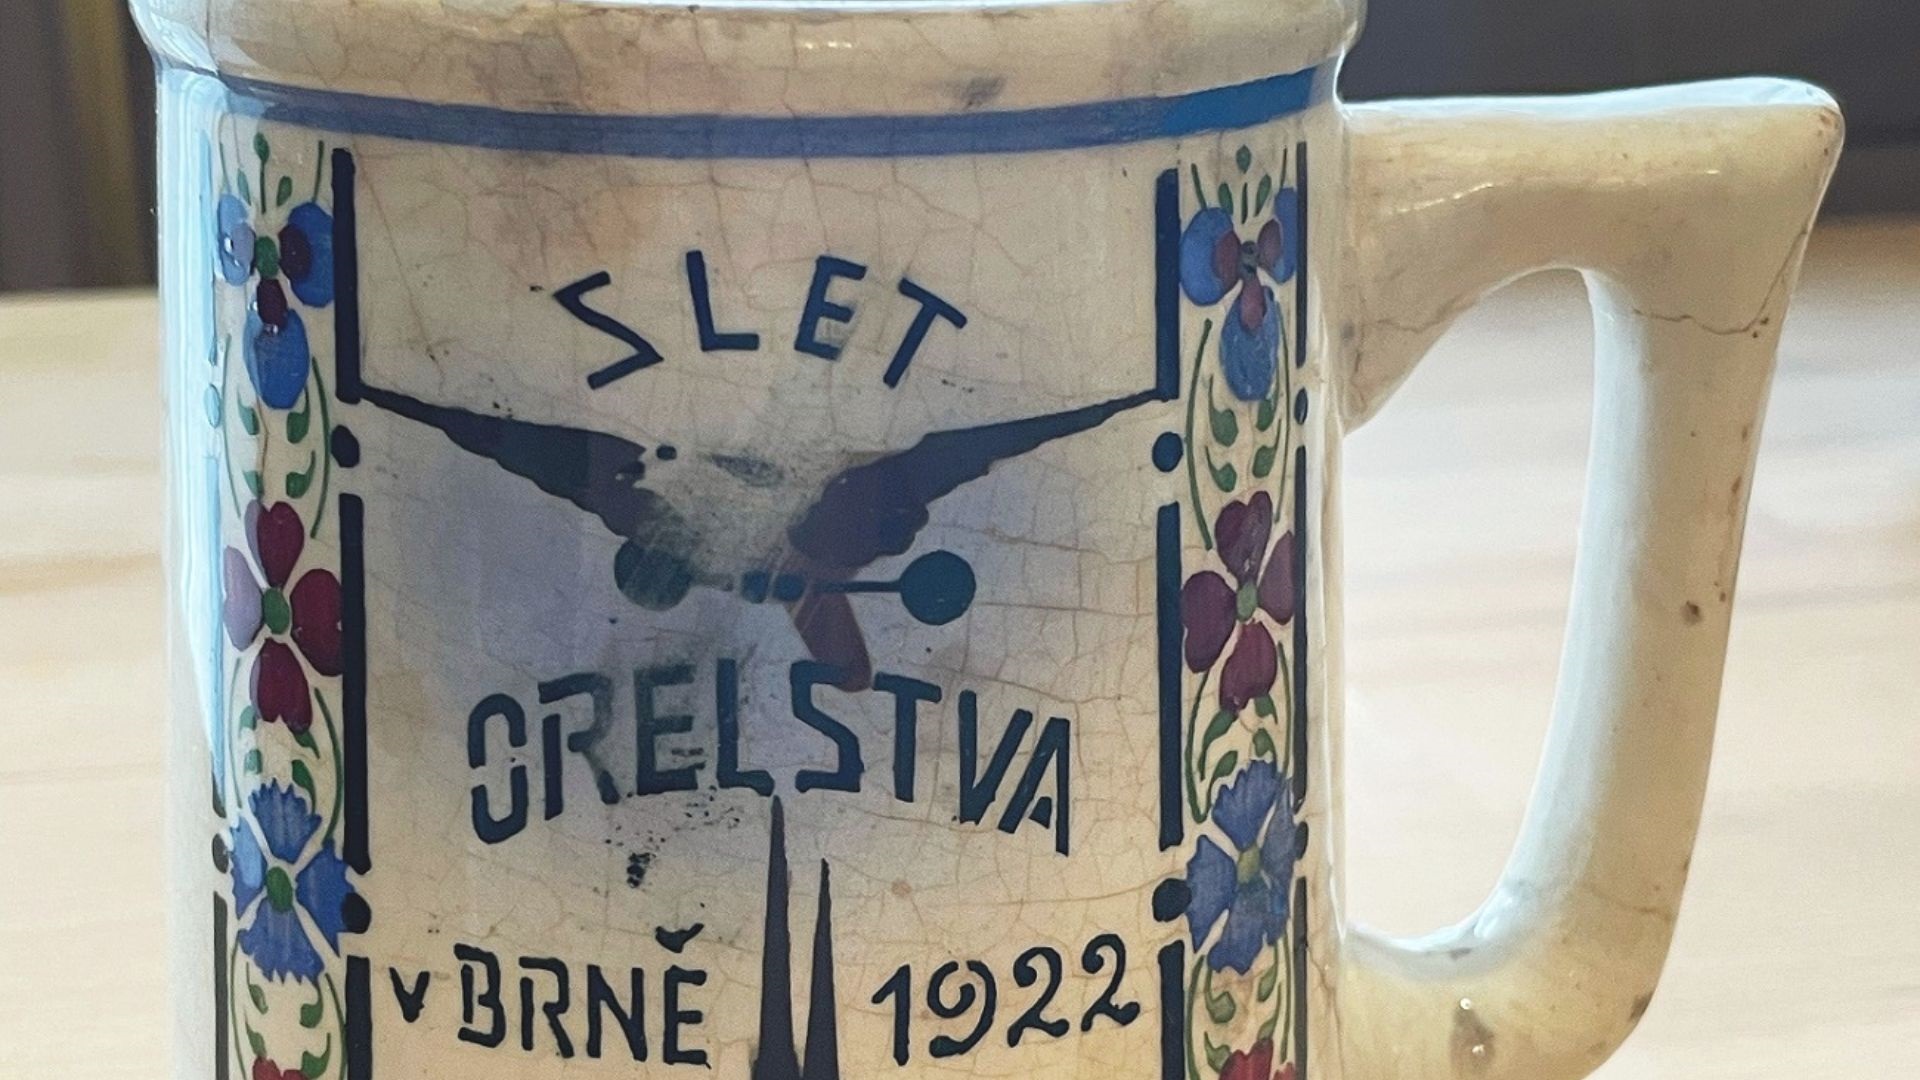 SLET
ORELSTVA
v BRNĚ 1922